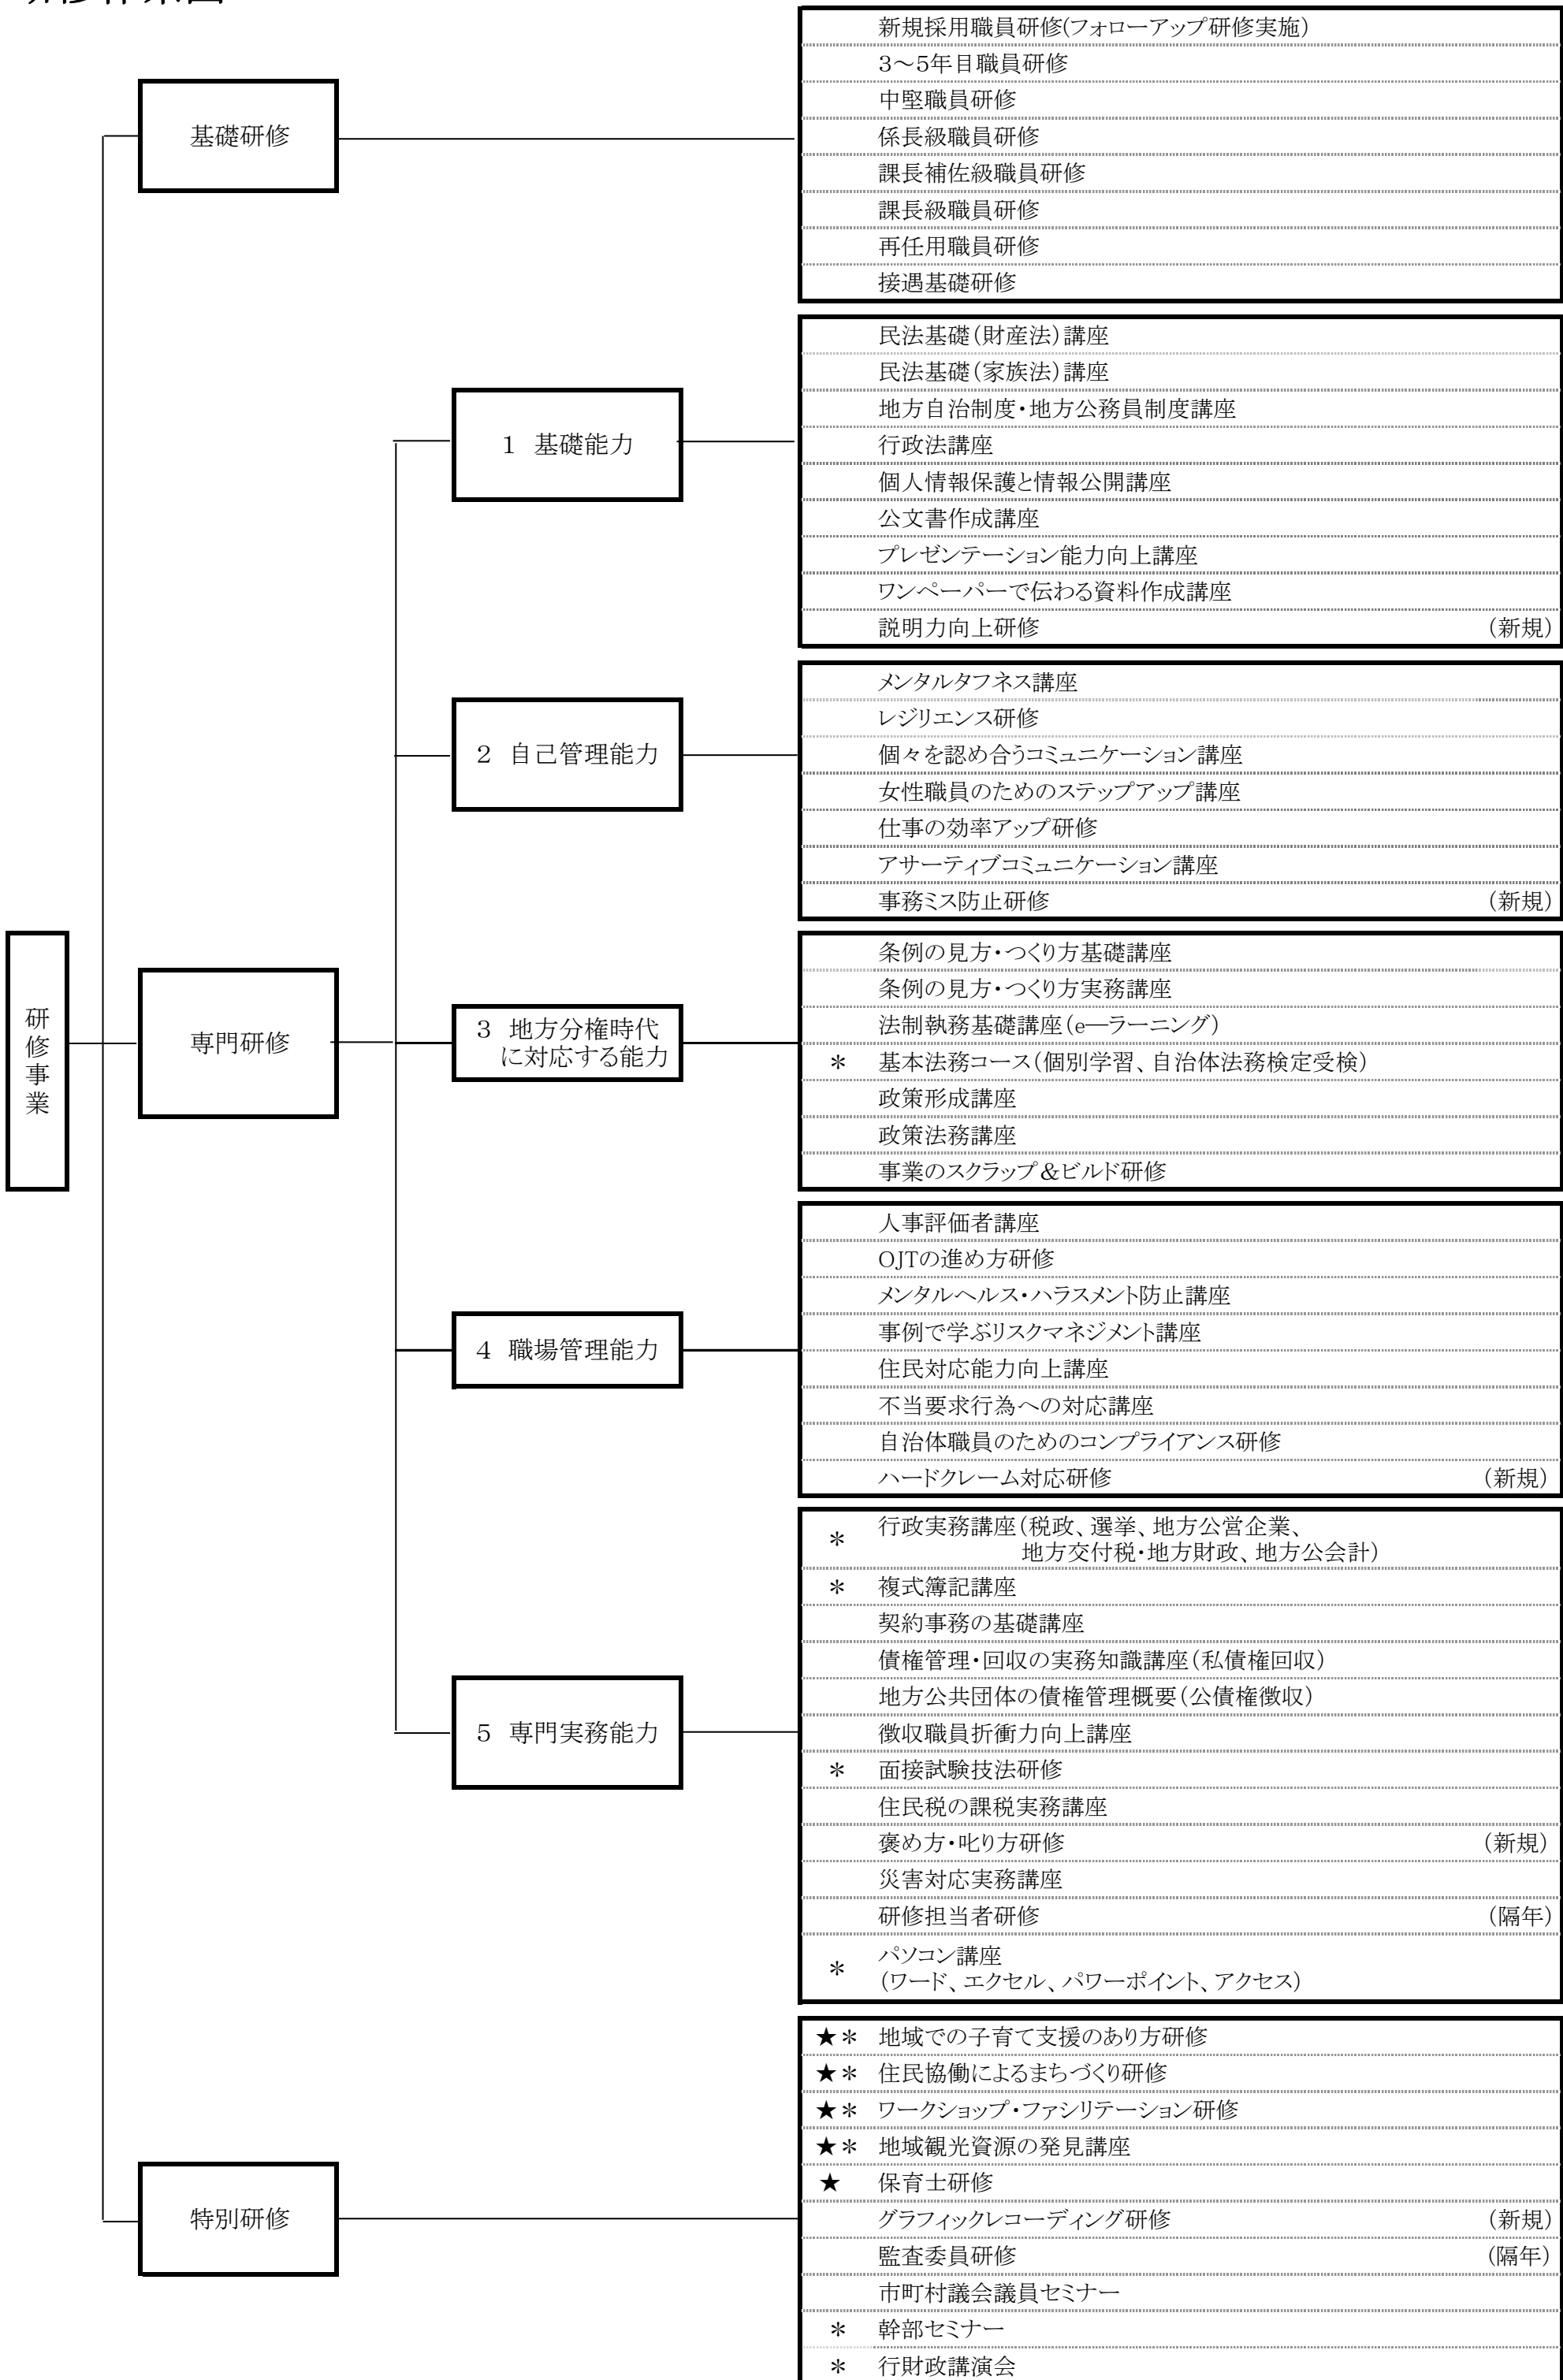 新規採用職員研修(フォローアップ研修実施)
3～5年目職員研修
中堅職員研修
基礎研修
係長級職員研修
課長補佐級職員研修
課長級職員研修
再任用職員研修
接遇基礎研修
民法基礎(財産法)講座
民法基礎(家族法)講座
地方自治制度・地方公務員制度講座
1 基礎能力
行政法講座
個人情報保護と情報公開講座
公文書作成講座
プレゼンテーション能力向上講座
ワンペーパーで伝わる資料作成講座
説明力向上研修 (新規)
メンタルタフネス講座
レジリエンス研修
2 自己管理能力
個々を認め合うコミュニケーション講座
女性職員のためのステップアップ講座
仕事の効率アップ研修
アサーティブコミュニケーション講座
事務ミス防止研修 (新規)
研修事業
専門研修
3 地方分権時代
に対応する能力
条例の見方・つくり方基礎講座
条例の見方・つくり方実務講座
法制執務基礎講座(e―ラーニング)
＊ 基本法務コース(個別学習、自治体法務検定受検)
政策形成講座
政策法務講座
事業のスクラップ&ビルド研修
人事評価者講座
OJTの進め方研修
メンタルヘルス・ハラスメント防止講座
事例で学ぶリスクマネジメント講座
4 職場管理能力
住民対応能力向上講座
不当要求行為への対応講座
自治体職員のためのコンプライアンス研修
ハードクレーム対応研修 (新規)
＊ 行政実務講座(税政、選挙、地方公営企業、
地方交付税・地方財政、地方公会計)
＊ 複式簿記講座
契約事務の基礎講座
債権管理・回収の実務知識講座(私債権回収)
地方公共団体の債権管理概要(公債権徴収)
5 専門実務能力
徴収職員折衝力向上講座
＊ 面接試験技法研修
住民税の課税実務講座
褒め方・叱り方研修 (新規)
災害対応実務講座
研修担当者研修 (隔年)
＊ パソコン講座
(ワード、エクセル、パワーポイント、アクセス)
★＊ 地域での子育て支援のあり方研修
★＊ 住民協働によるまちづくり研修
★＊ ワークショップ・ファシリテーション研修
★＊ 地域観光資源の発見講座
★ 保育士研修
特別研修
グラフィックレコーディング研修 (新規)
監査委員研修 (隔年)
市町村議会議員セミナー
＊ 幹部セミナー
＊ 行財政講演会